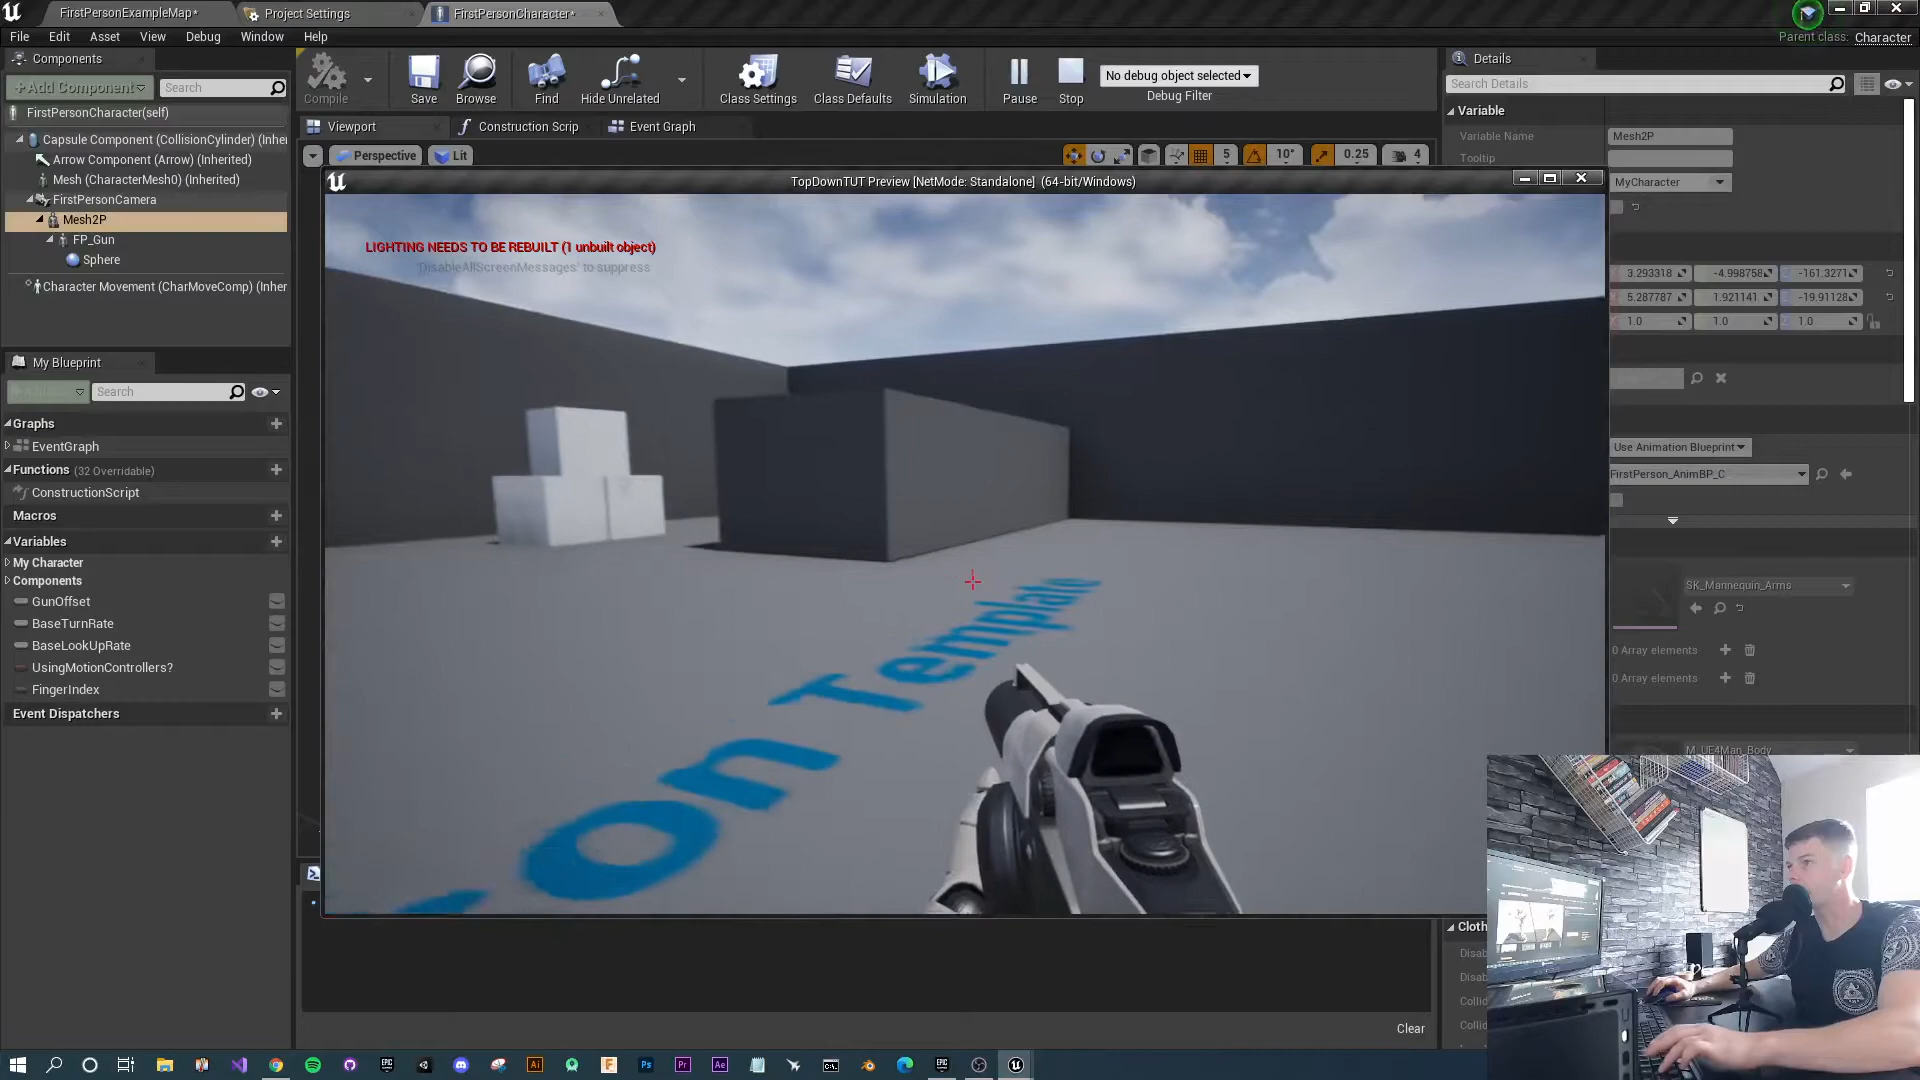 FirstPersonExampleMap*
Project Settings
FirstPersonCharacter*
File Edit Asset View Debug Window Help
Parent class: Character
Components
+Add Component
Search
FirstPersonCharacter(self)
Capsule Component (CollisionCylinder) (Inher
Arrow Component (Arrow) (Inherited)
Mesh (CharacterMesh0) (Inherited)
FirstPersonCamera
Mesh2P
FP_Gun
Sphere
Character Movement (CharMoveComp) (Inher
My Blueprint
Search
Graphs
EventGraph
Functions (32 Overridable)
ConstructionScript
Macros
Variables
My Character
Components
GunOffset
BaseTurnRate
BaseLookUpRate
UsingMotionControllers?
FingerIndex
Event Dispatchers
Compile
Save
Browse
Find
Hide Unrelated
Class Settings
Class Defaults
Simulation
Pause
Stop
No debug object selected
Debug Filter
Viewport
Construction Scrip
Event Graph
Perspective
Lit
5
10°
0.25
4
TopDownTUT Preview [NetMode: Standalone] (64-bit/Windows)
LIGHTING NEEDS TO BE REBUILT (1 unbuilt object)
'DisableAllScreenMessages' to suppress
on Template
Details
Search Details
Variable
Variable Name
Mesh2P
Tooltip
MyCharacter
3.293318 -4.998758 -161.3271
5.287787 1.921141 -19.91128
1.0 1.0 1.0
Use Animation Blueprint
FirstPerson_AnimBP_C
SK_Mannequin_Arms
0 Array elements
0 Array elements
M_UE4Man_Body
Cloth
Disab
Disab
Collid
Collid
Clear